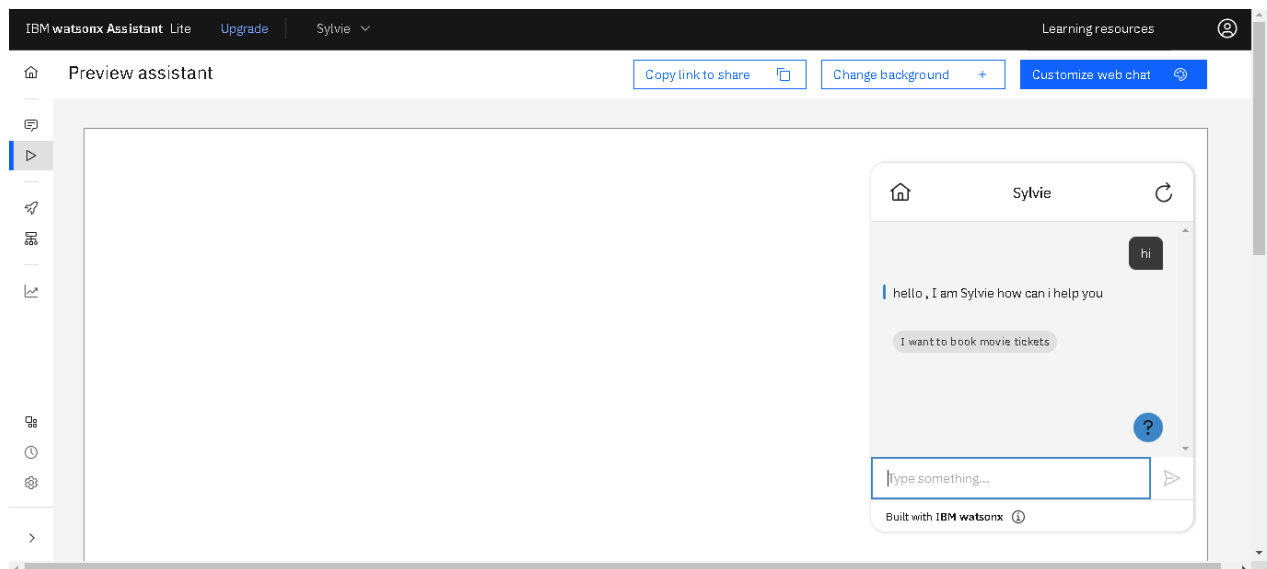 IBM watsonx Assistant Lite Upgrade Sylvie Learning resources
Preview assistant Copy link to share Change background + Customize web chat
Sylvie
hi
hello , I am Sylvie how can i help you
I want to book movie tickets
?
Type something...
Built with IBM watsonx